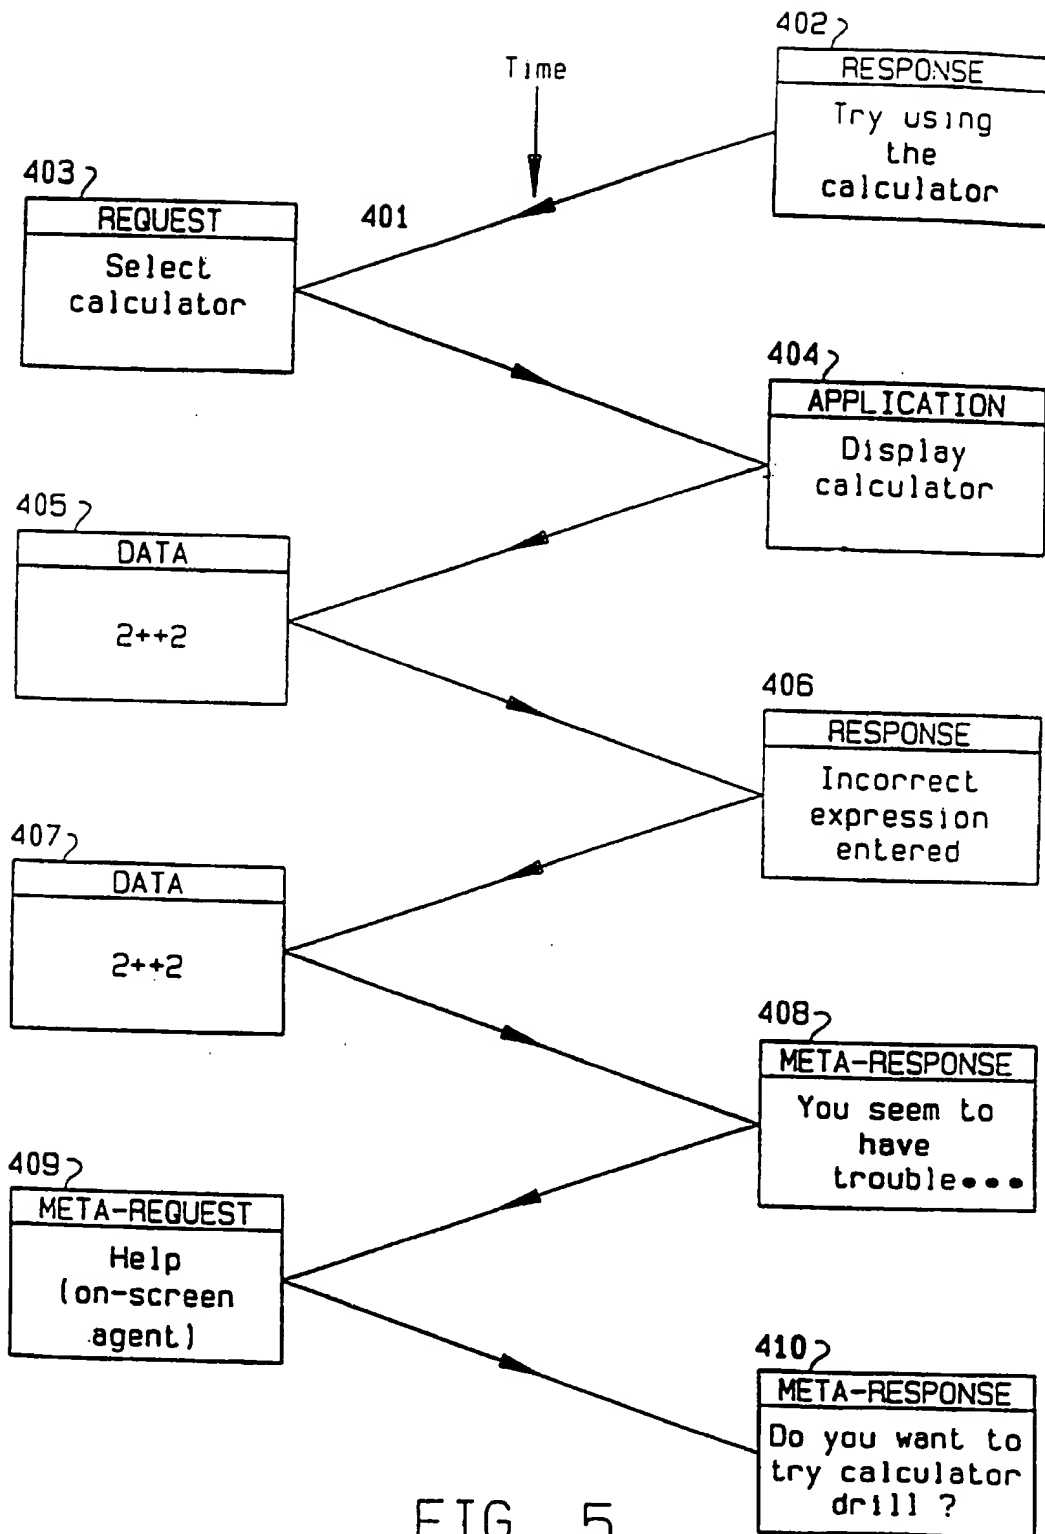 402
RESPONSE
Try using
the
calculator
Time
403
REQUEST
Select
calculator
401
404
APPLICATION
Display
calculator
405
DATA
2++2
406
RESPONSE
Incorrect
expression
entered
407
DATA
2++2
408
META-RESPONSE
You seem to
have
trouble•••
409
META-REQUEST
Help
(on-screen
agent)
410
META-RESPONSE
Do you want to
try calculator
drill ?
FIG. 5